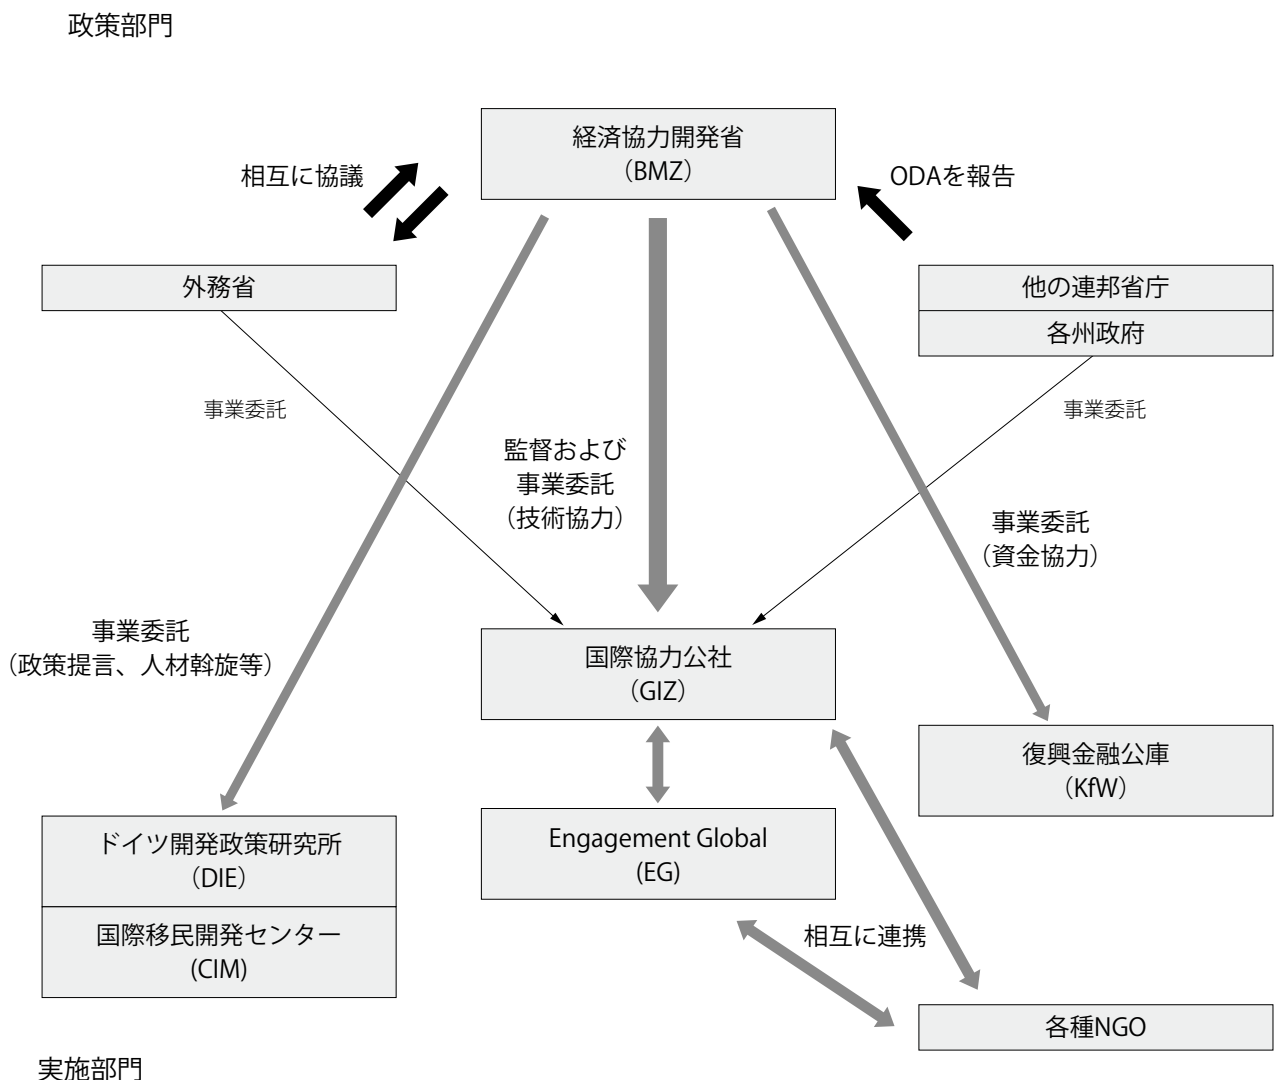 政策部門
経済協力開発省
（BMZ）
相互に協議
ODAを報告
外務省
他の連邦省庁
各州政府
事業委託
事業委託
監督および
事業委託
（技術協力）
事業委託
（資金協力）
事業委託
（政策提言、人材斡旋等）
国際協力公社
（GIZ）
復興金融公庫
（KfW）
ドイツ開発政策研究所
（DIE）
Engagement Global
(EG)
国際移民開発センター
(CIM)
相互に連携
各種NGO
実施部門